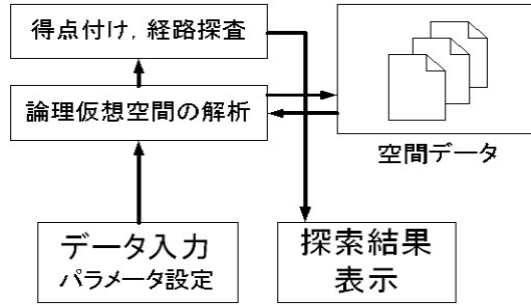 得点付け，経路探査
論理仮想空間の解析
空間データ
データ入力
パラメータ設定
探索結果
表示